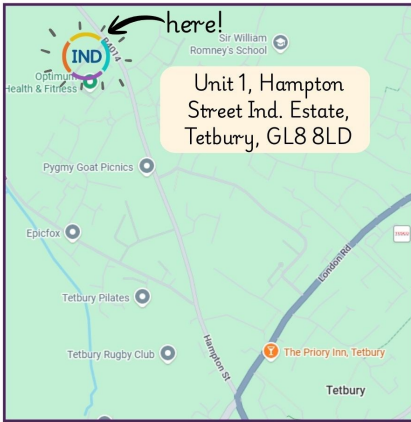 here!
IND
B4014
Sir William
Romney's School
Optimum
Health & Fitness
Unit 1, Hampton
Street Ind. Estate,
Tetbury, GL8 8LD
Pygmy Goat Picnics
Epicfox
London Rd
Tetbury Pilates
Hampton St
Tetbury Rugby Club
The Priory Inn, Tetbury
Tetbury